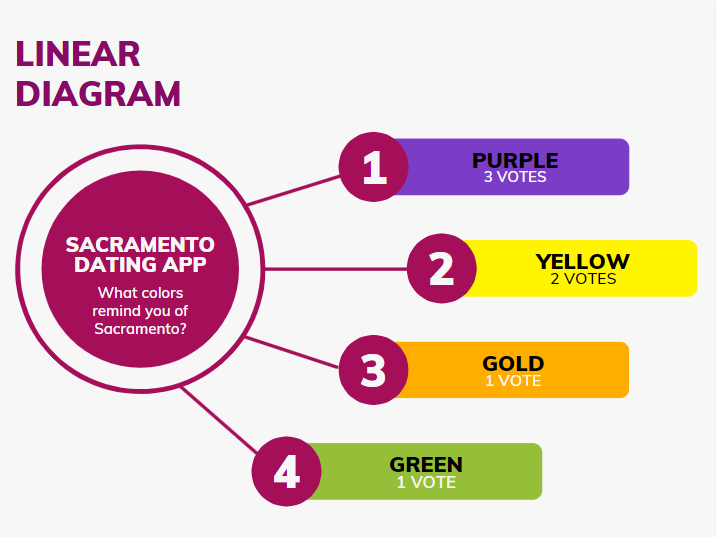 LINEAR
DIAGRAM
SACRAMENTO
DATING APP
What colors
remind you of
Sacramento?
1
PURPLE
3 VOTES
2
YELLOW
2 VOTES
3
GOLD
1 VOTE
4
GREEN
1 VOTE